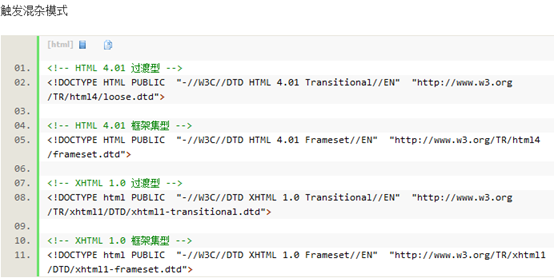 触发混杂模式
[html]
01. <!-- HTML 4.01 过渡型 -->
02. <!DOCTYPE HTML PUBLIC  "-//W3C//DTD HTML 4.01 Transitional//EN"  "http://www.w3.org
/TR/html4/loose.dtd">
03.
04. <!-- HTML 4.01 框架集型 -->
05. <!DOCTYPE HTML PUBLIC  "-//W3C//DTD HTML 4.01 Frameset//EN"  "http://www.w3.org/TR/html4
/frameset.dtd">
06.
07. <!-- XHTML 1.0 过渡型 -->
08. <!DOCTYPE html PUBLIC  "-//W3C//DTD XHTML 1.0 Transitional//EN"  "http://www.w3.org
/TR/xhtml1/DTD/xhtml1-transitional.dtd">
09.
10. <!-- XHTML 1.0 框架集型 -->
11. <!DOCTYPE html PUBLIC  "-//W3C//DTD XHTML 1.0 Frameset//EN"  "http://www.w3.org/TR/xhtml1
/DTD/xhtml1-frameset.dtd">